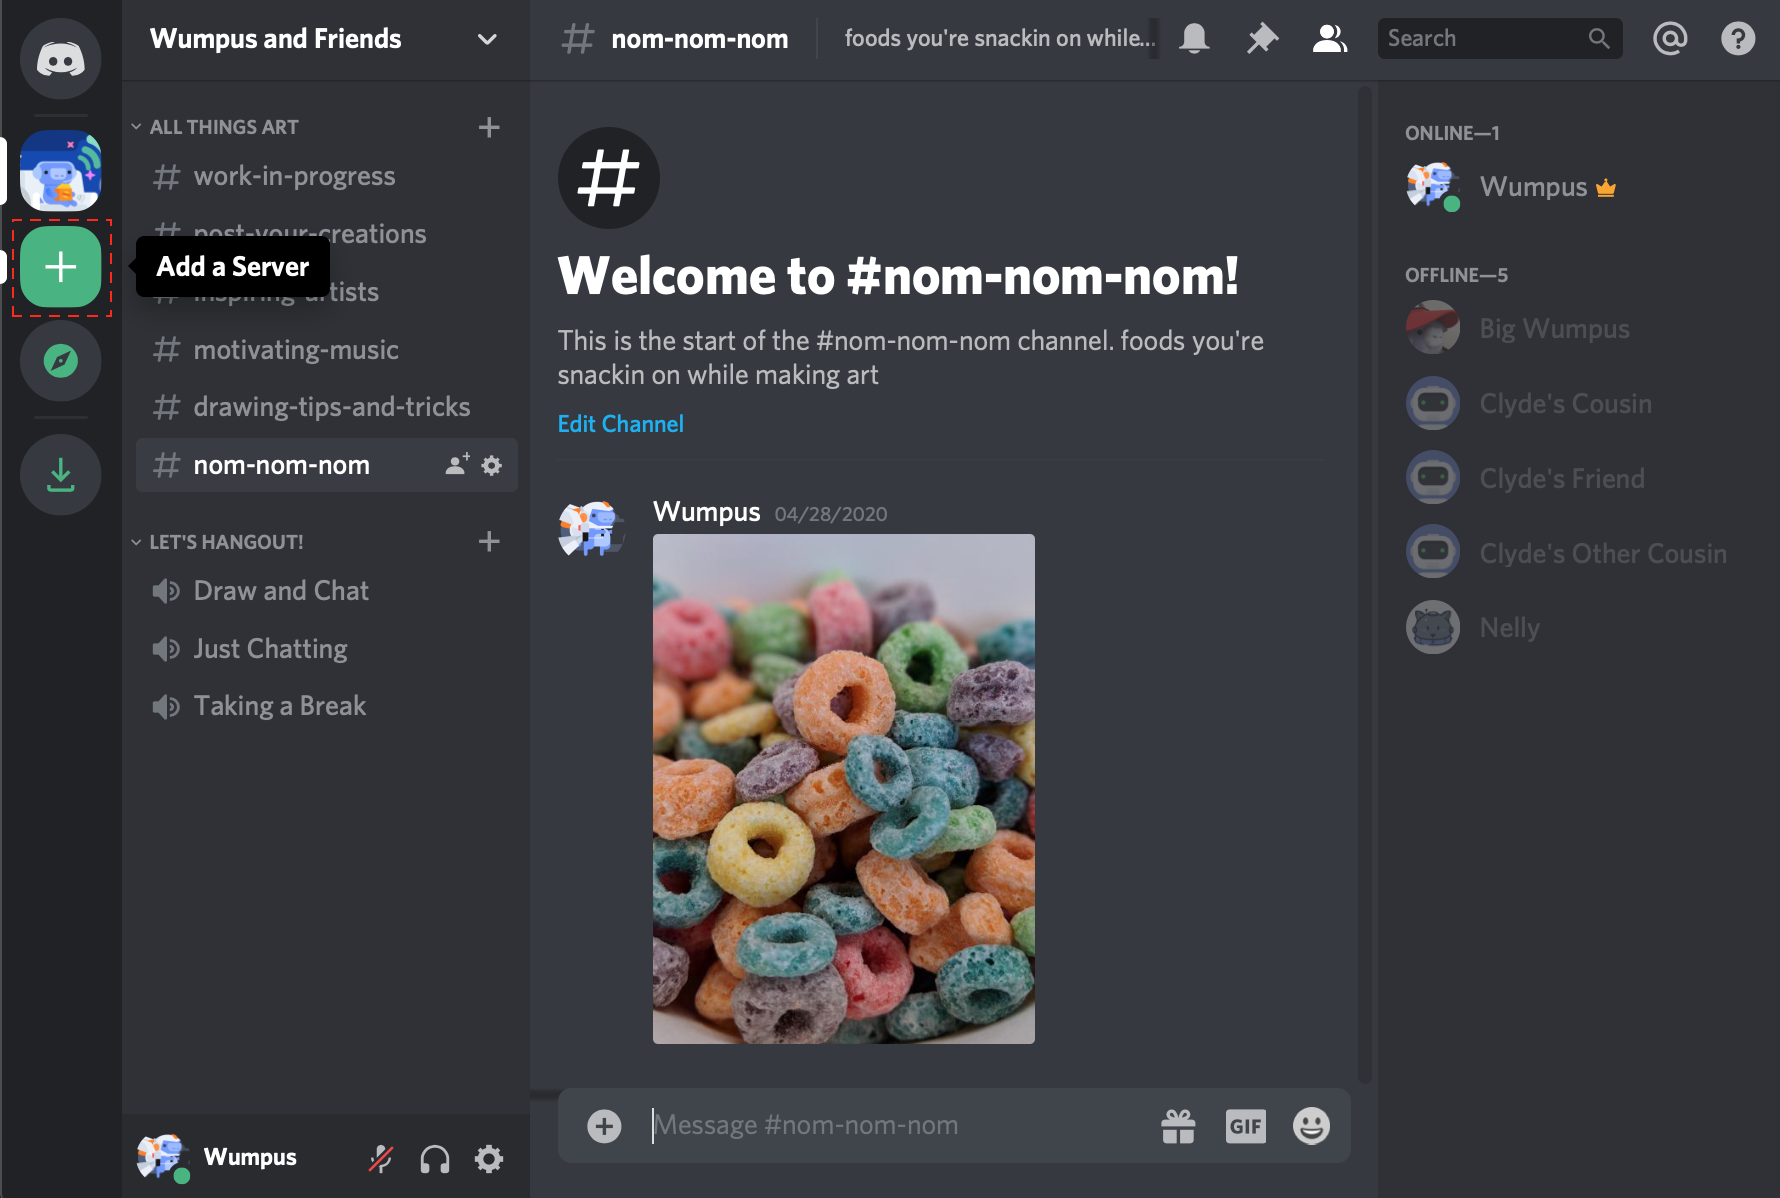 Wumpus and Friends
ALL THINGS ART
work-in-progress
post-your-creations
Add a Server
inspiring-artists
motivating-music
drawing-tips-and-tricks
nom-nom-nom
LET'S HANGOUT!
Draw and Chat
Just Chatting
Taking a Break
Wumpus
# nom-nom-nom
foods you're snackin on while...
Search
#
Welcome to #nom-nom-nom!
This is the start of the #nom-nom-nom channel. foods you're
snackin on while making art
Edit Channel
Wumpus 04/28/2020
Message #nom-nom-nom
GIF
ONLINE—1
Wumpus
OFFLINE—5
Big Wumpus
Clyde's Cousin
Clyde's Friend
Clyde's Other Cousin
Nelly